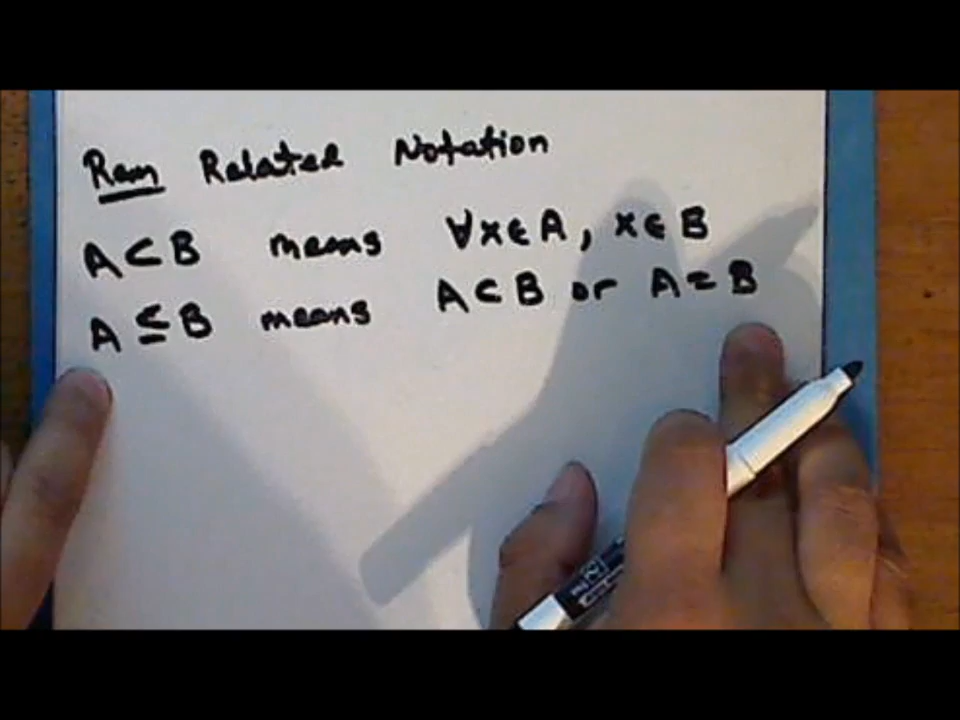 Rem Related Notation
A⊂B means ∀x∈A, x∈B
A⊆B means A⊂B or A=B